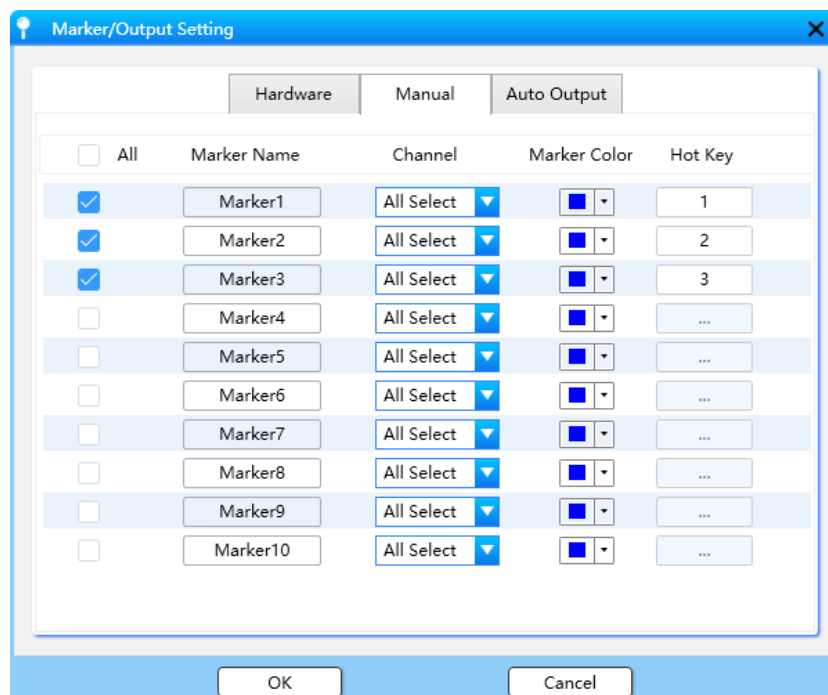 Marker/Output Setting
Hardware Manual Auto Output
All Marker Name Channel Marker Color Hot Key
Marker1 All Select 1
Marker2 All Select 2
Marker3 All Select 3
Marker4 All Select ...
Marker5 All Select ...
Marker6 All Select ...
Marker7 All Select ...
Marker8 All Select ...
Marker9 All Select ...
Marker10 All Select ...
OK Cancel